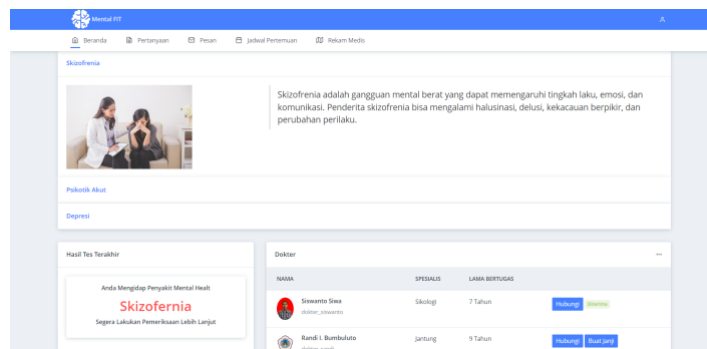 Mental FIT
Beranda
Pertanyaan
Pesan
Jadwal Pertemuan
Rekam Medis
Skizofrenia
Skizofrenia adalah gangguan mental berat yang dapat memengaruhi tingkah laku, emosi, dan
komunikasi. Penderita skizofrenia bisa mengalami halusinasi, delusi, kekacauan berpikir, dan
perubahan perilaku.
Psikotik Akut
Depresi
Hasil Tes Terakhir
Anda Mengidap Penyakit Mental Healt
Skizofernia
Segera Lakukan Pemeriksaan Lebih Lanjut
Dokter
NAMA SPESIALIS LAMA BERTUGAS
Siswanto Siwa Sikologi 7 Tahun Hubungi
dokter_siswanto
Randi I. Bumbuluto Jantung 9 Tahun Hubungi Buat Janji